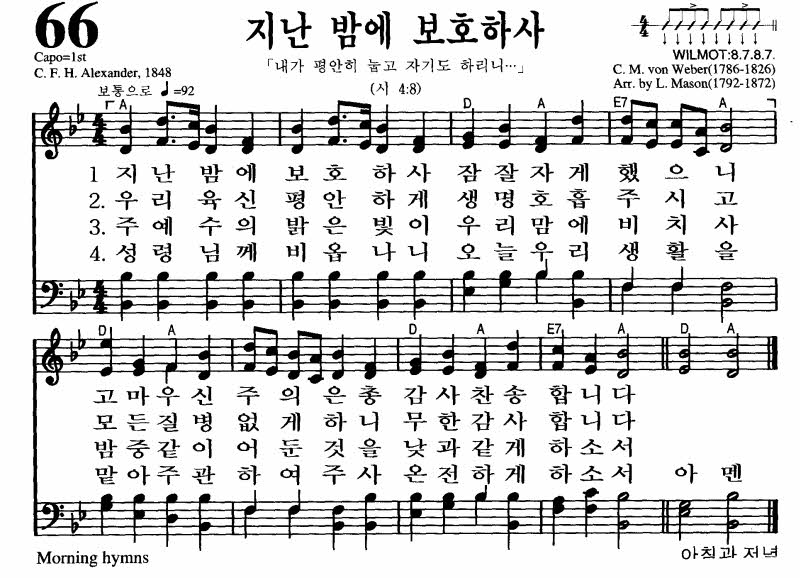 66
지난 밤에 보호하사
4/4
Capo=1st
C. F. H. Alexander, 1848
「내가 평안히 눕고 자기도 하리니…」
(시 4:8)
WILMOT:8.7.8.7.
C. M. von Weber(1786-1826)
Arr. by L. Mason(1792-1872)
보통으로 ♩=92
A D A E7 A
1 지난 밤에 보호하사 잠잘자게 했으니
2. 우리 육신 평안하게 생명호흡 주시고
3. 주예수의 밝은빛이 우리맘에 비치사
4. 성령님께 비옵나니 오늘우리 생활을
D A D A E7 A D A
고마우신 주의은총 감사찬송 합니다
모든질병 없게하니 무한감사 합니다
밤중같이 어둔것을 낮과같게 하소서
맡아주관 하여주사 온전하게 하소서 아멘
Morning hymns
아침과 저녁